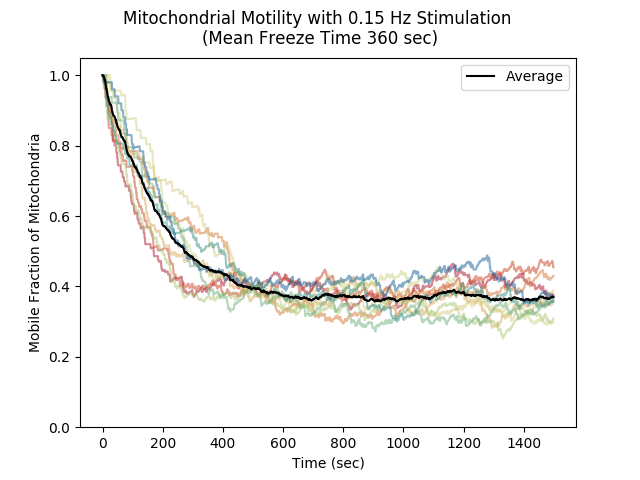 Mitochondrial Motility with 0.15 Hz Stimulation
(Mean Freeze Time 360 sec)
Average
1.0
0.8
0.6
0.4
0.2
0.0
Mobile Fraction of Mitochondria
0 200 400 600 800 1000 1200 1400
Time (sec)